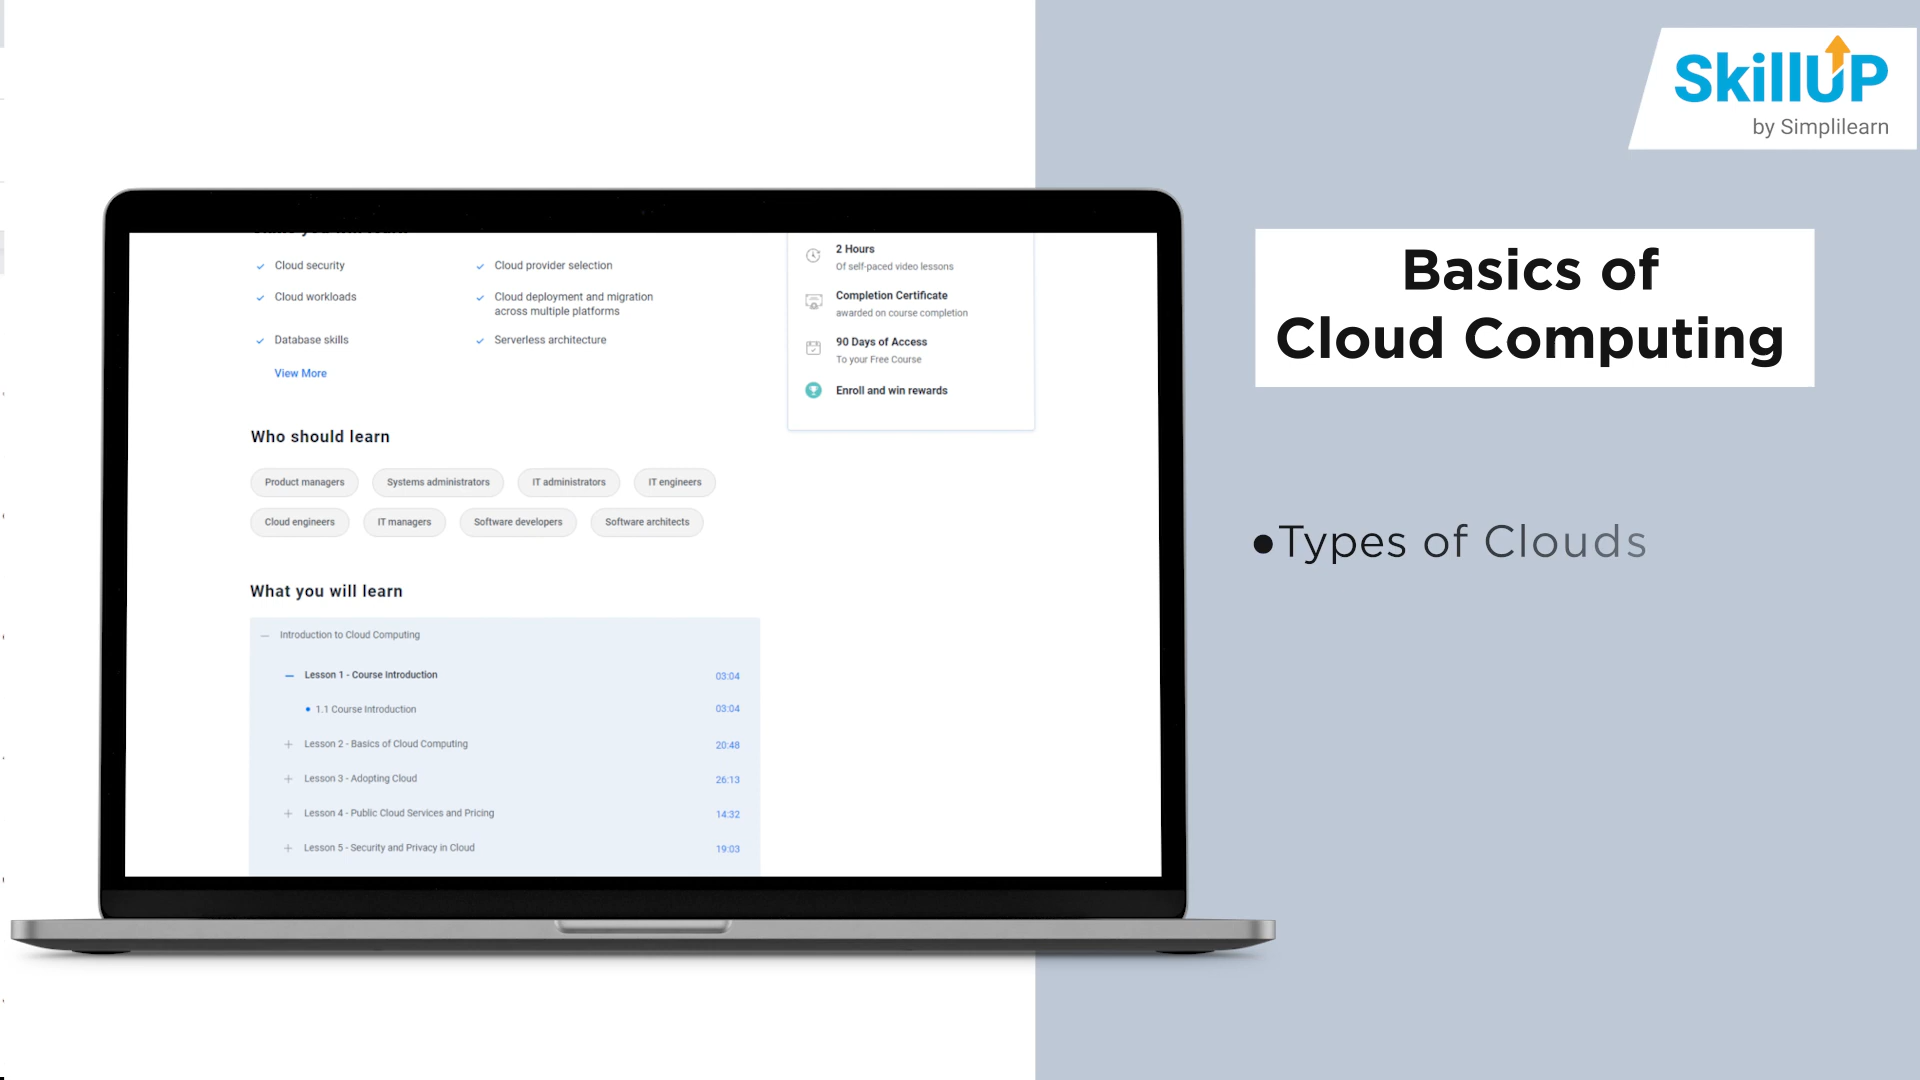 SkillUP
by Simplilearn
Basics of
Cloud Computing
•Types of Clouds
Cloud security
Cloud provider selection
Cloud workloads
Cloud deployment and migration
across multiple platforms
Database skills
Serverless architecture
View More
2 Hours
Of self-paced video lessons
Completion Certificate
awarded on course completion
90 Days of Access
To your Free Course
Enroll and win rewards
Who should learn
Product managers
Systems administrators
IT administrators
IT engineers
Cloud engineers
IT managers
Software developers
Software architects
What you will learn
Introduction to Cloud Computing
Lesson 1 - Course Introduction 03:04
1.1 Course Introduction 03:04
Lesson 2 - Basics of Cloud Computing 20:48
Lesson 3 - Adopting Cloud 26:13
Lesson 4 - Public Cloud Services and Pricing 14:32
Lesson 5 - Security and Privacy in Cloud 19:03